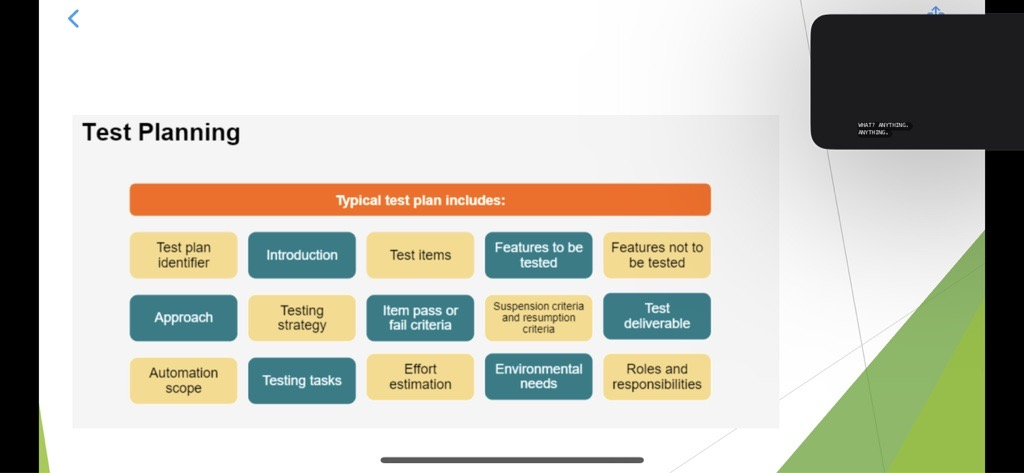 WHAT? ANYTHING.
ANYTHING.
Test Planning
Typical test plan includes:
Test plan
identifier
Introduction
Test items
Features to be
tested
Features not to
be tested
Approach
Testing
strategy
Item pass or
fail criteria
Suspension criteria
and resumption
criteria
Test
deliverable
Automation
scope
Testing tasks
Effort
estimation
Environmental
needs
Roles and
responsibilities